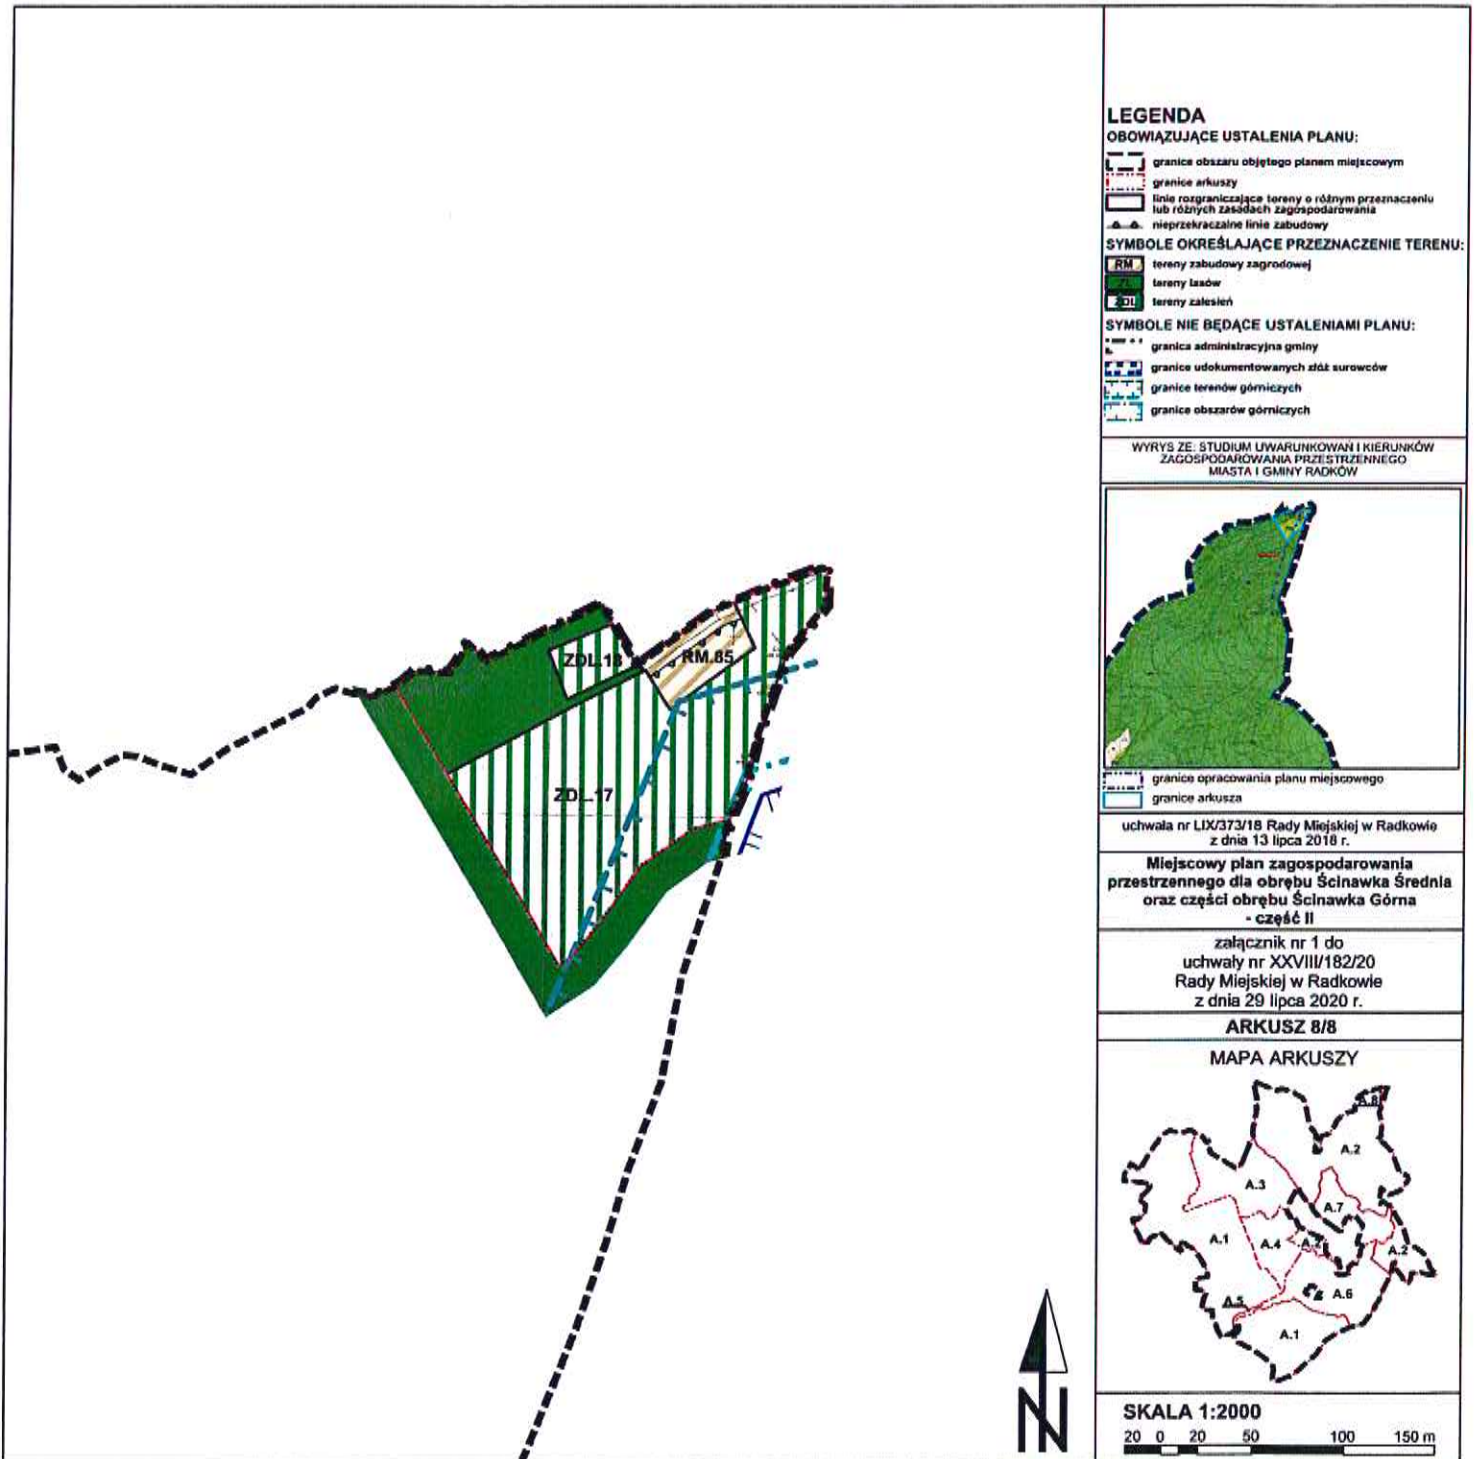 LEGENDA
OBOWIĄZUJĄCE USTALENIA PLANU:
granice obszaru objętego planem miejscowym
granice arkuszy
linie rozgraniczające tereny o różnym przeznaczeniu
lub różnych zasadach zagospodarowania
nieprzekraczalne linie zabudowy
SYMBOLE OKREŚLAJĄCE PRZEZNACZENIE TERENU:
RM tereny zabudowy zagrodowej
ZL tereny lasów
ZDL tereny zalesień
SYMBOLE NIE BĘDĄCE USTALENIAMI PLANU:
granica administracyjna gminy
granice udokumentowanych złóż surowców
granice terenów górniczych
granice obszarów górniczych
WYRYS ZE: STUDIUM UWARUNKOWAŃ I KIERUNKÓW
ZAGOSPODAROWANIA PRZESTRZENNEGO
MIASTA I GMINY RADKÓW
granice opracowania planu miejscowego
granice arkusza
uchwała nr LIX/373/18 Rady Miejskiej w Radkowie
z dnia 13 lipca 2018 r.
Miejscowy plan zagospodarowania
przestrzennego dla obrębu Ścinawka Średnia
oraz części obrębu Ścinawka Górna
- część II
załącznik nr 1 do
uchwały nr XXVIII/182/20
Rady Miejskiej w Radkowie
z dnia 29 lipca 2020 r.
ARKUSZ 8/8
MAPA ARKUSZY
A.8
A.2
A.3
A.7
A.1
A.4
A.2
A.2
A.5
A.6
A.1
SKALA 1:2000
20 0 20 50 100 150 m
ZDL.18
RM.85
ZDL.17
N